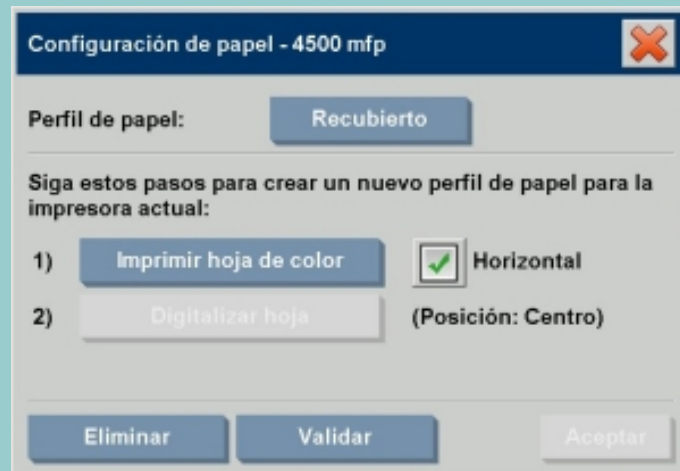 Configuración de papel - 4500 mfp
Perfil de papel: Recubierto
Siga estos pasos para crear un nuevo perfil de papel para la
impresora actual:
1) Imprimir hoja de color Horizontal
2) Digitalizar hoja (Posición: Centro)
Eliminar Validar Aceptar